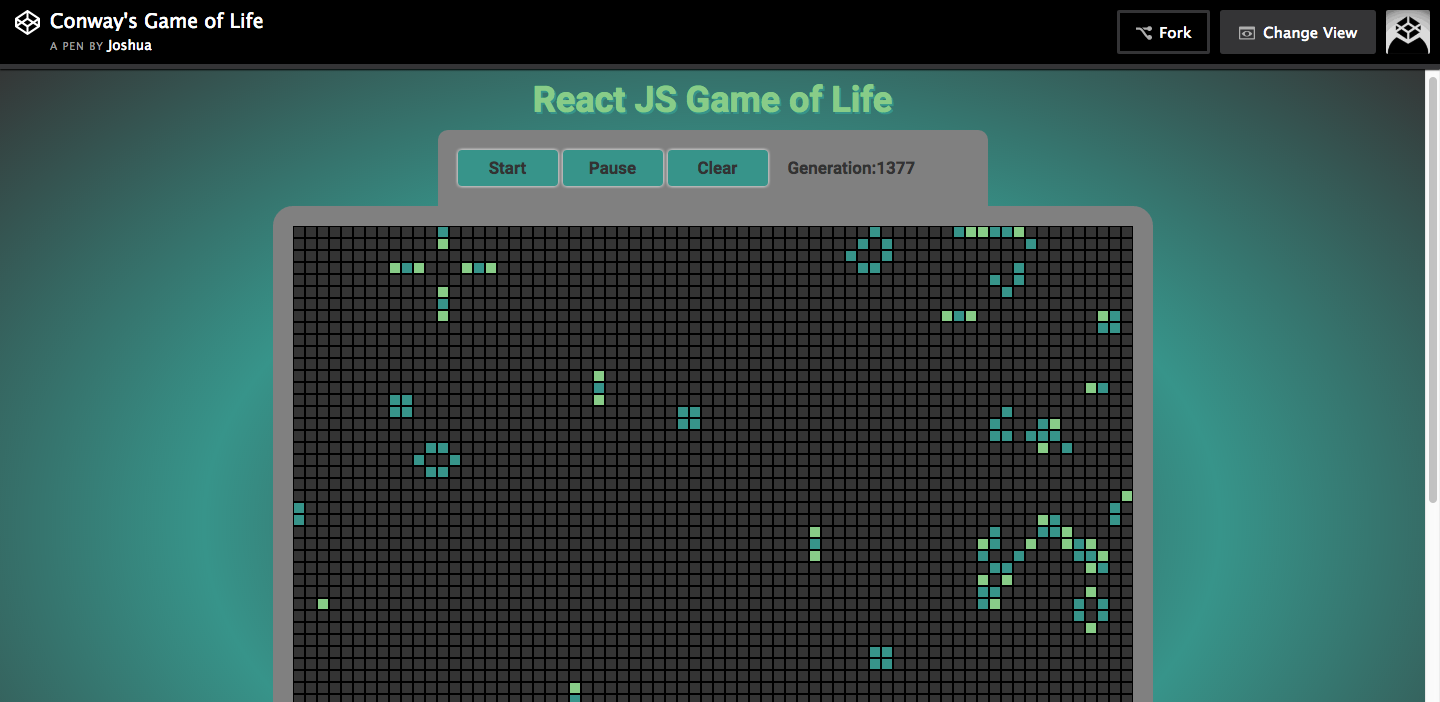 Conway's Game of Life
A PEN BY Joshua
Fork
Change View
React JS Game of Life
Start
Pause
Clear
Generation:1377